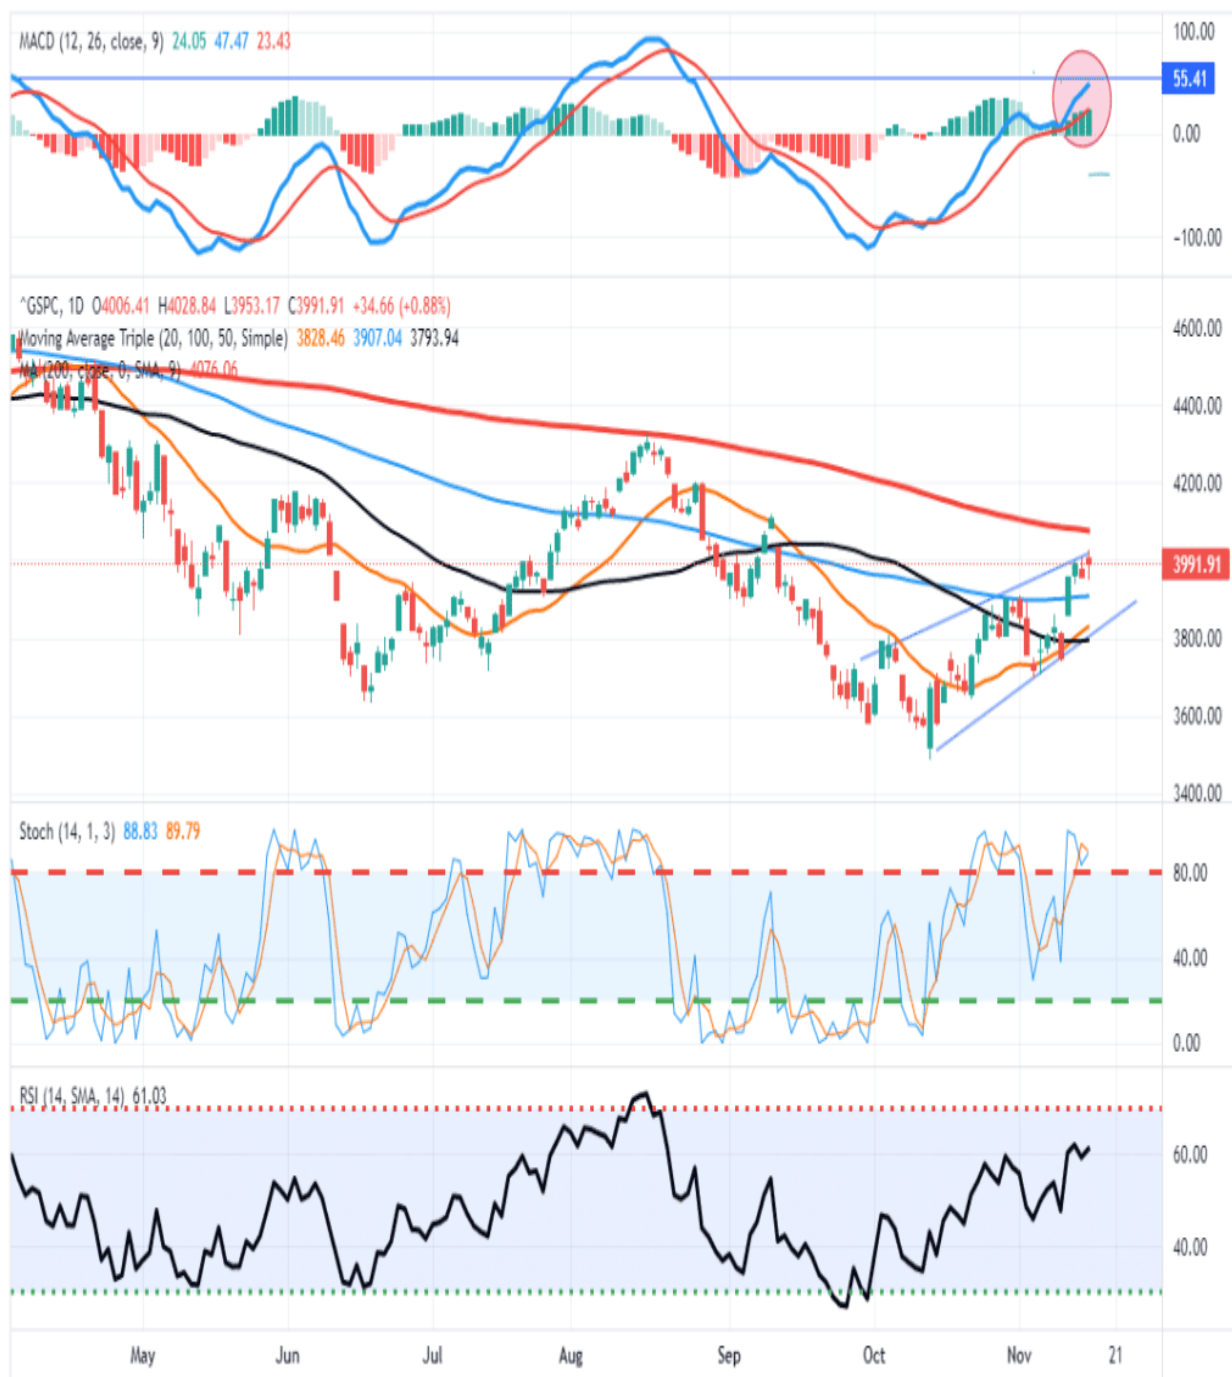 MACD (12, 26, close, 9) 24.05 47.47 23.43
100.00
55.41
0.00
-100.00
^GSPC, 1D O4006.41 H4028.84 L3953.17 C3991.91 +34.66 (+0.88%)
4600.00
Moving Average Triple (20, 100, 50, Simple) 3828.46 3907.04 3793.94
MA (200, close, 0, SMA, 9) 4076.06
4400.00
4200.00
3991.91
3800.00
3600.00
3400.00
Stoch (14, 1, 3) 88.83 89.79
80.00
40.00
0.00
RSI (14, SMA, 14) 61.03
60.00
40.00
May Jun Jul Aug Sep Oct Nov 21